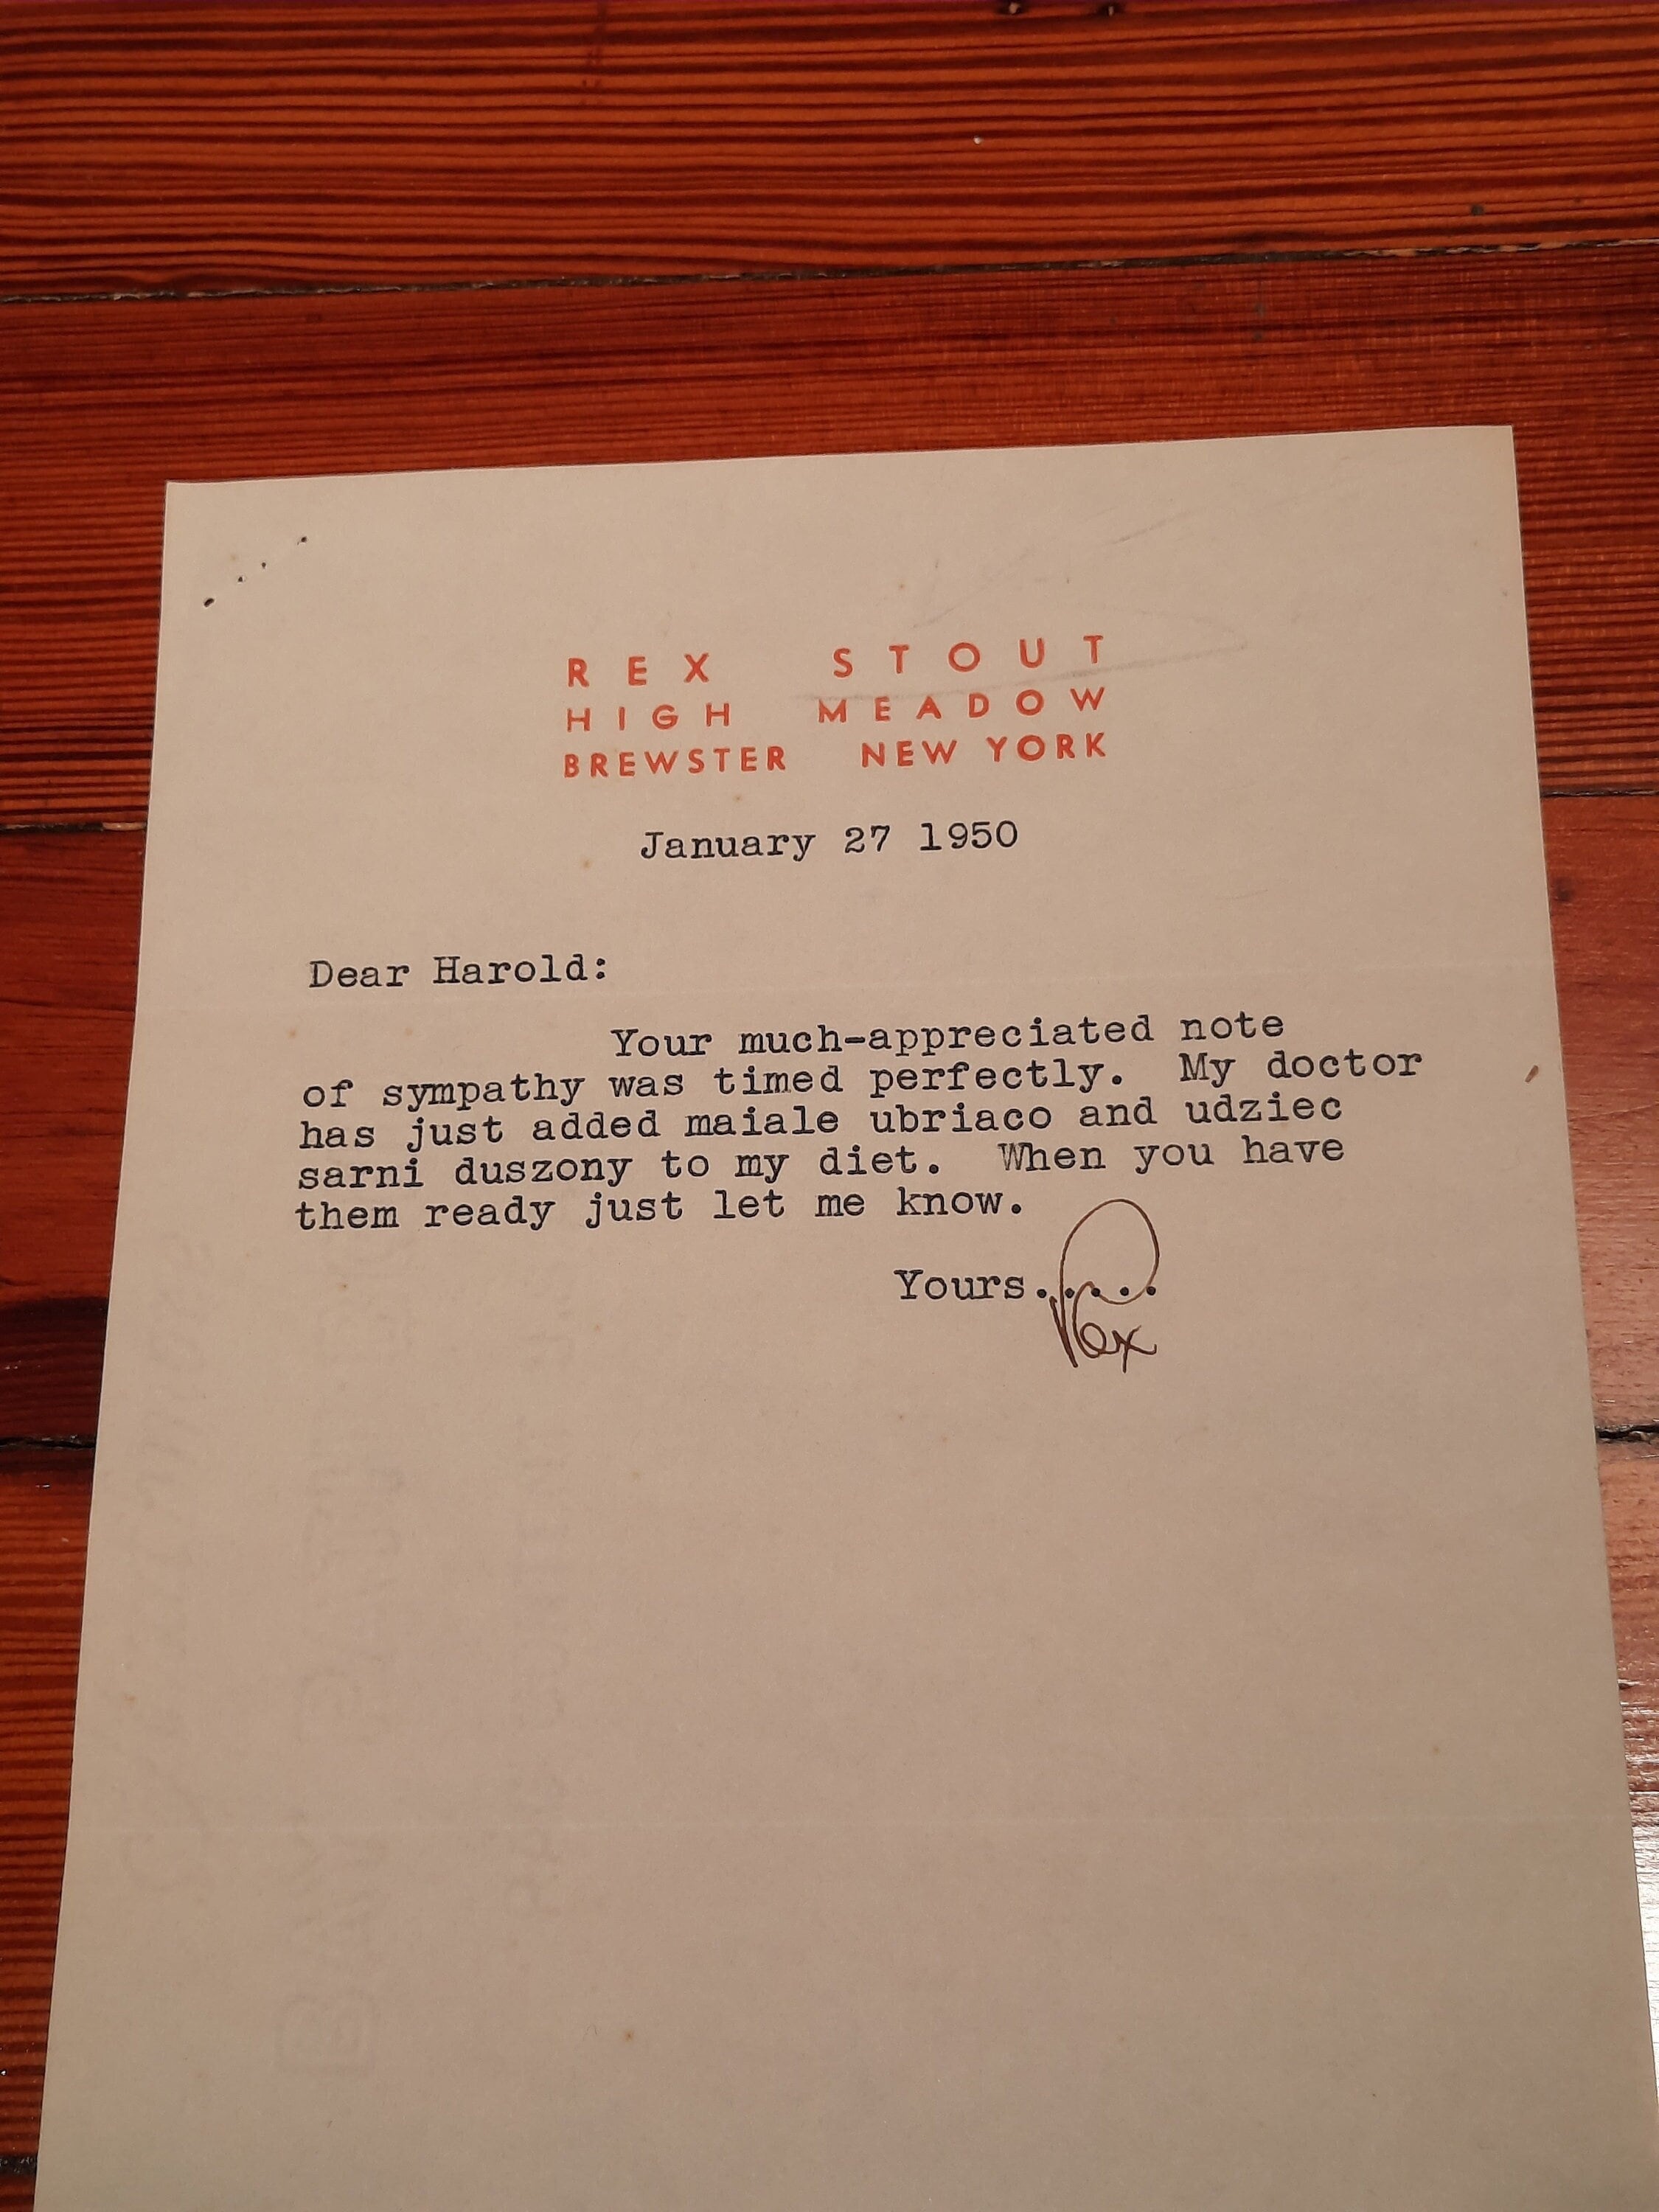 REX STOUT
HIGH MEADOW
BREWSTER NEW YORK
January 27 1950
Dear Harold:
Your much-appreciated note
of sympathy was timed perfectly. My doctor
has just added maiale ubriaco and udziec
sarni duszony to my diet. When you have
them ready just let me know.
Yours.....
Rex